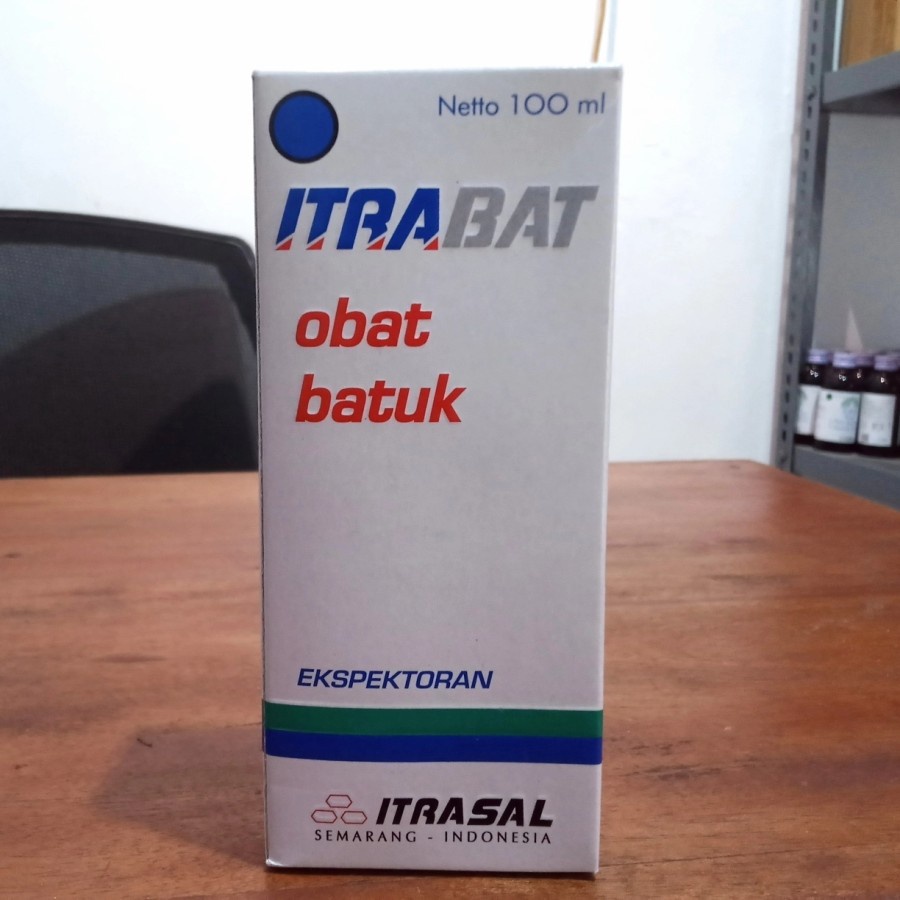 Netto 100 ml
ITRABAT
obat
batuk
EKSPEKTORAN
ITRASAL
SEMARANG - INDONESIA